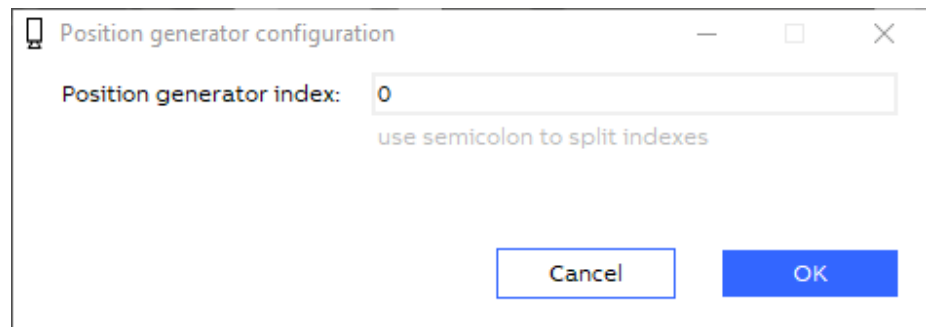 Position generator configuration
Position generator index: 0
use semicolon to split indexes
Cancel OK